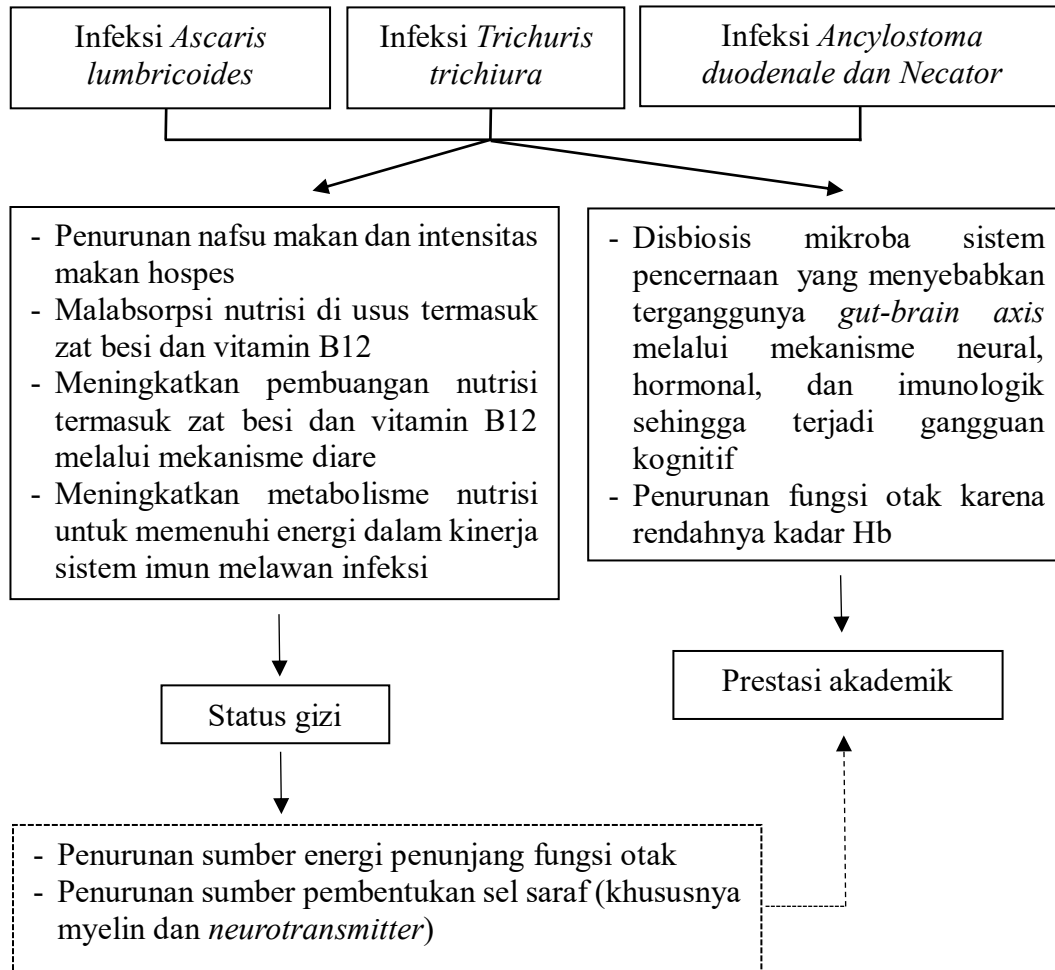 Infeksi Ascaris
lumbricoides
Infeksi Trichuris
trichiura
Infeksi Ancylostoma
duodenale dan Necator
- Penurunan nafsu makan dan intensitas
makan hospes
- Malabsorpsi nutrisi di usus termasuk
zat besi dan vitamin B12
- Meningkatkan pembuangan nutrisi
termasuk zat besi dan vitamin B12
melalui mekanisme diare
- Meningkatkan metabolisme nutrisi
untuk memenuhi energi dalam kinerja
sistem imun melawan infeksi
- Disbiosis mikroba sistem
pencernaan yang menyebabkan
terganggunya gut-brain axis
melalui mekanisme neural,
hormonal, dan imunologik
sehingga terjadi gangguan
kognitif
- Penurunan fungsi otak karena
rendahnya kadar Hb
Status gizi
Prestasi akademik
- Penurunan sumber energi penunjang fungsi otak
- Penurunan sumber pembentukan sel saraf (khususnya
myelin dan neurotransmitter)